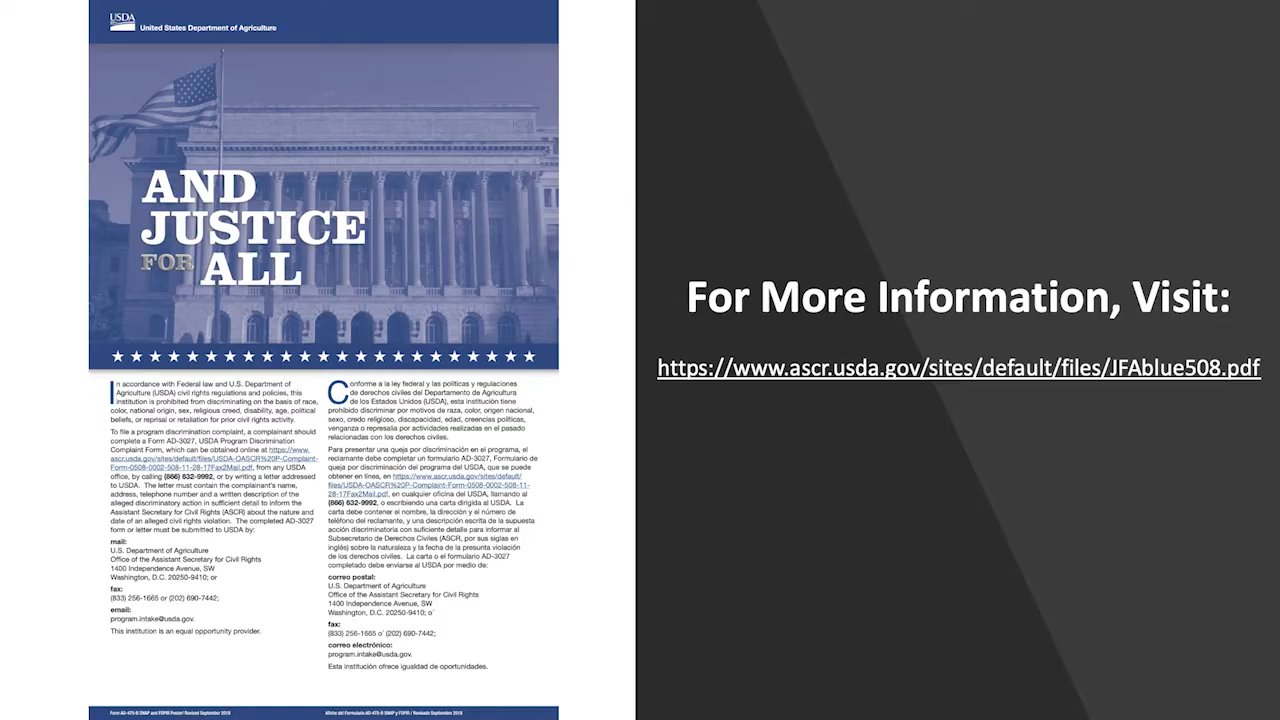 USDA
United States Department of Agriculture
AND
JUSTICE
FOR ALL
In accordance with Federal law and U.S. Department of
Agriculture (USDA) civil rights regulations and policies, this
institution is prohibited from discriminating on the basis of race,
color, national origin, sex, religious creed, disability, age, political
beliefs, or reprisal or retaliation for prior civil rights activity.
To file a program discrimination complaint, a complainant should
complete a Form AD-3027, USDA Program Discrimination
Complaint Form, which can be obtained online at https://www.
ascr.usda.gov/sites/default/files/USDA-OASCR%20P-Complaint-
Form-0508-0002-508-11-28-17Fax2Mail.pdf, from any USDA
office, by calling (866) 632-9992, or by writing a letter addressed
to USDA. The letter must contain the complainant's name,
address, telephone number and a written description of the
alleged discriminatory action in sufficient detail to inform the
Assistant Secretary for Civil Rights (ASCR) about the nature and
date of an alleged civil rights violation. The completed AD-3027
form or letter must be submitted to USDA by:
mail:
U.S. Department of Agriculture
Office of the Assistant Secretary for Civil Rights
1400 Independence Avenue, SW
Washington, D.C. 20250-9410; or
fax:
(833) 256-1665 or (202) 690-7442;
email:
program.intake@usda.gov.
This institution is an equal opportunity provider.
Conforme a la ley federal y las políticas y regulaciones
de derechos civiles del Departamento de Agricultura
de los Estados Unidos (USDA), esta institución tiene
prohibido discriminar por motivos de raza, color, origen nacional,
sexo, credo religioso, discapacidad, edad, creencias políticas,
venganza o represalia por actividades realizadas en el pasado
relacionadas con los derechos civiles.
Para presentar una queja por discriminación en el programa, el
reclamante debe completar un formulario AD-3027, Formulario de
queja por discriminación del programa del USDA, que se puede
obtener en línea, en https://www.ascr.usda.gov/sites/default/
files/USDA-OASCR%20P-Complaint-Form-0508-0002-508-11-
28-17Fax2Mail.pdf, en cualquier oficina del USDA, llamando al
(866) 632-9992, o escribiendo una carta dirigida al USDA. La
carta debe contener el nombre, la dirección y el número de
teléfono del reclamante, y una descripción escrita de la supuesta
acción discriminatoria con suficiente detalle para informar al
Subsecretario de Derechos Civiles (ASCR, por sus siglas en
inglés) sobre la naturaleza y la fecha de la presunta violación
de los derechos civiles. La carta o el formulario AD-3027
completado debe enviarse al USDA por medio de:
correo postal:
U.S. Department of Agriculture
Office of the Assistant Secretary for Civil Rights
1400 Independence Avenue, SW
Washington, D.C. 20250-9410; o´
fax:
(833) 256-1665 o´ (202) 690-7442;
correo electrónico:
program.intake@usda.gov.
Esta institución ofrece igualdad de oportunidades.
Form AD-475-B SNAP and FDPIR Poster/ Revised September 2019
Afiche del Formulario AD-475-B SNAP y FDPIR / Revisado Septiembre 2019
For More Information, Visit:
https://www.ascr.usda.gov/sites/default/files/JFAblue508.pdf